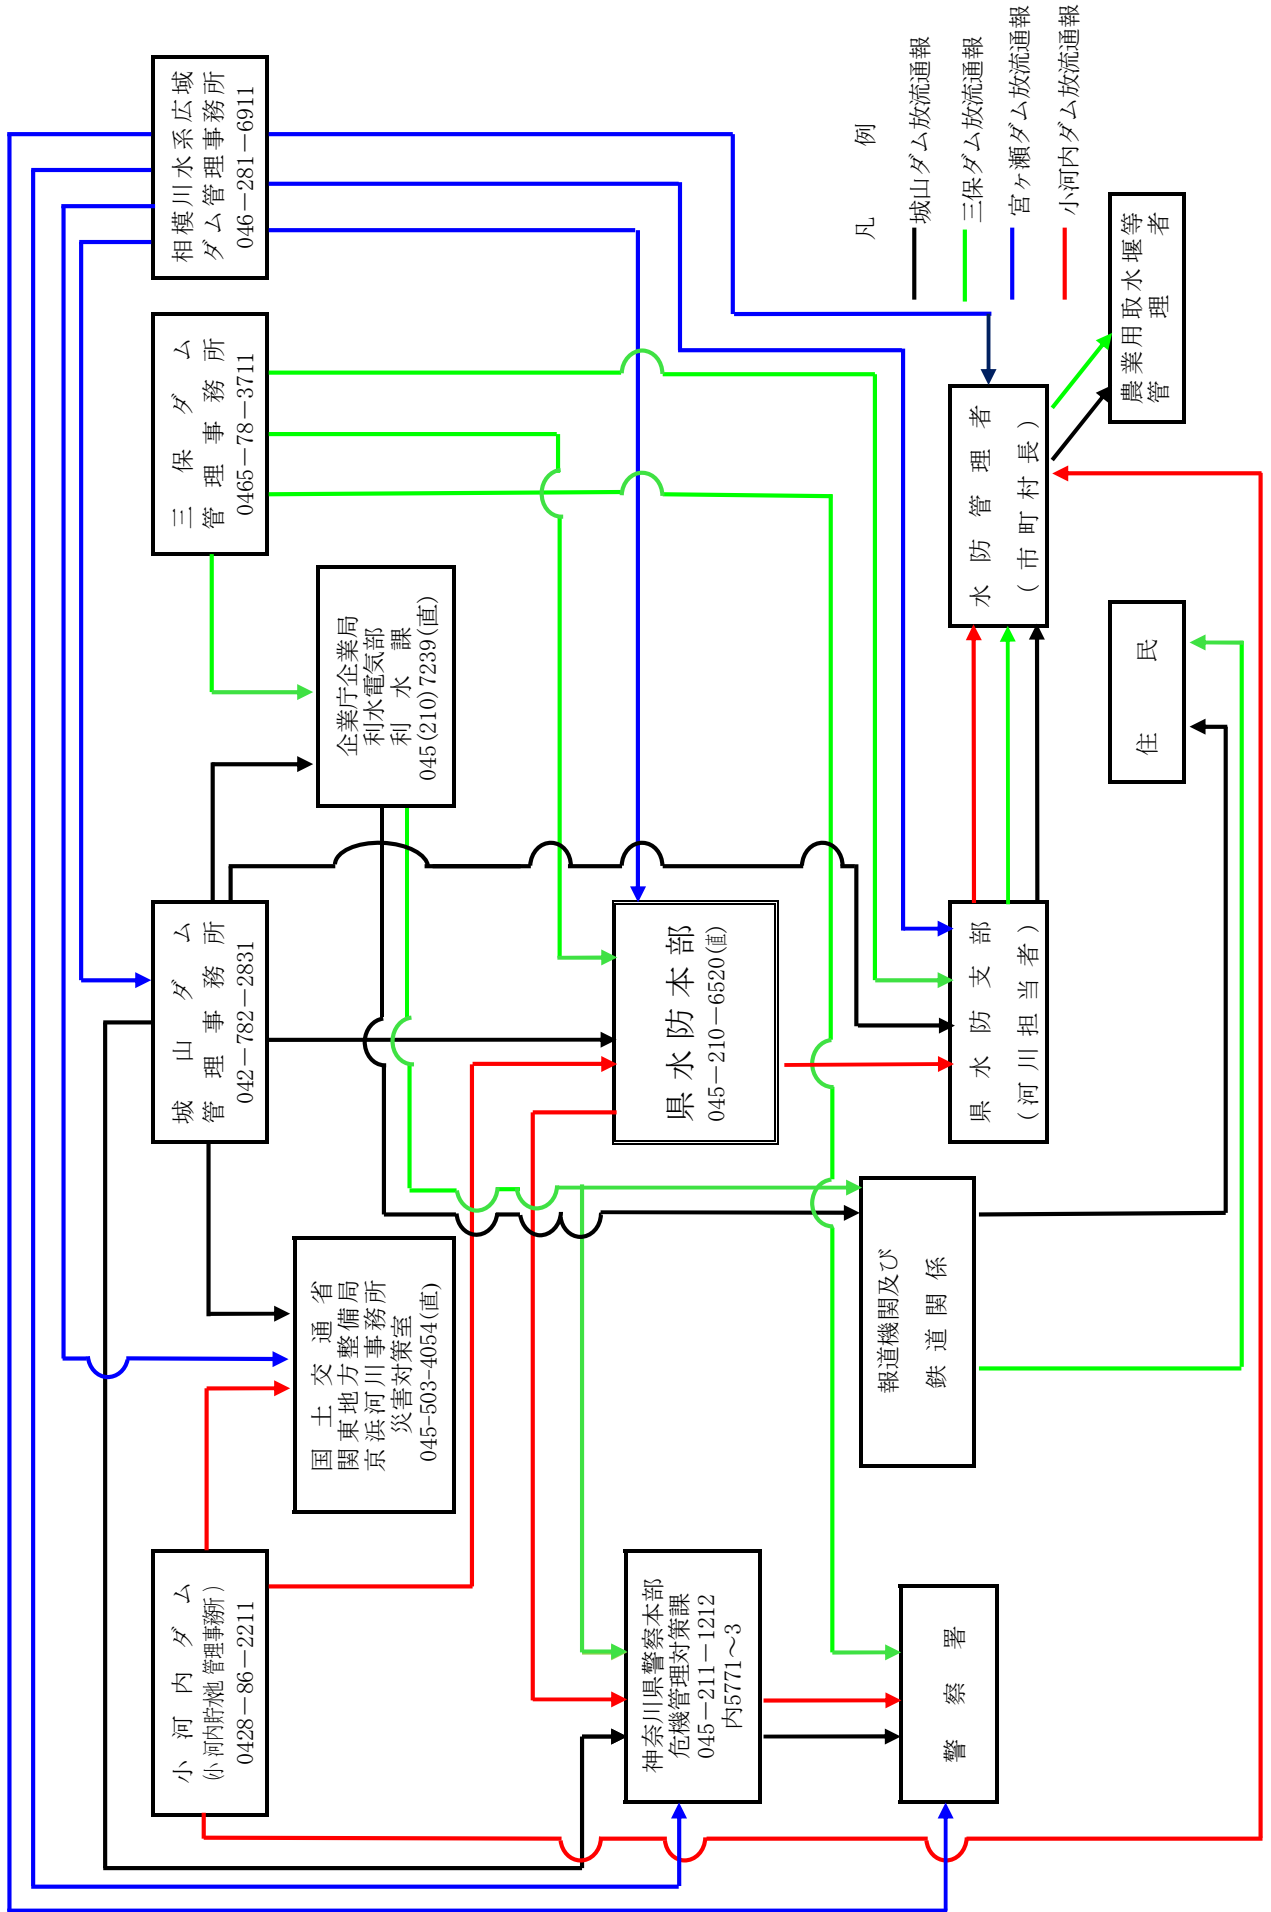 小河内ダム
(小河内貯水池管理事務所)
0428－86－2211
城山ダム
管理事務所
042－782－2831
三保ダム
管理事務所
0465－78－3711
相模川水系広域
ダム管理事務所
046－281－6911
国土交通省
関東地方整備局
京浜河川事務所
災害対策室
045-503-4054(直)
企業庁企業局
利水電気部
利水課
045(210)7239(直)
神奈川県警察本部
危機管理対策課
045－211－1212
内5771～3
県水防本部
045－210－6520(直)
報道機関及び
鉄道関係
警察署
県水防支部
(河川担当者)
水防管理者
(市町村長)
住民
農業用取水堰等
管理者
凡例
城山ダム放流通報
三保ダム放流通報
宮ヶ瀬ダム放流通報
小河内ダム放流通報